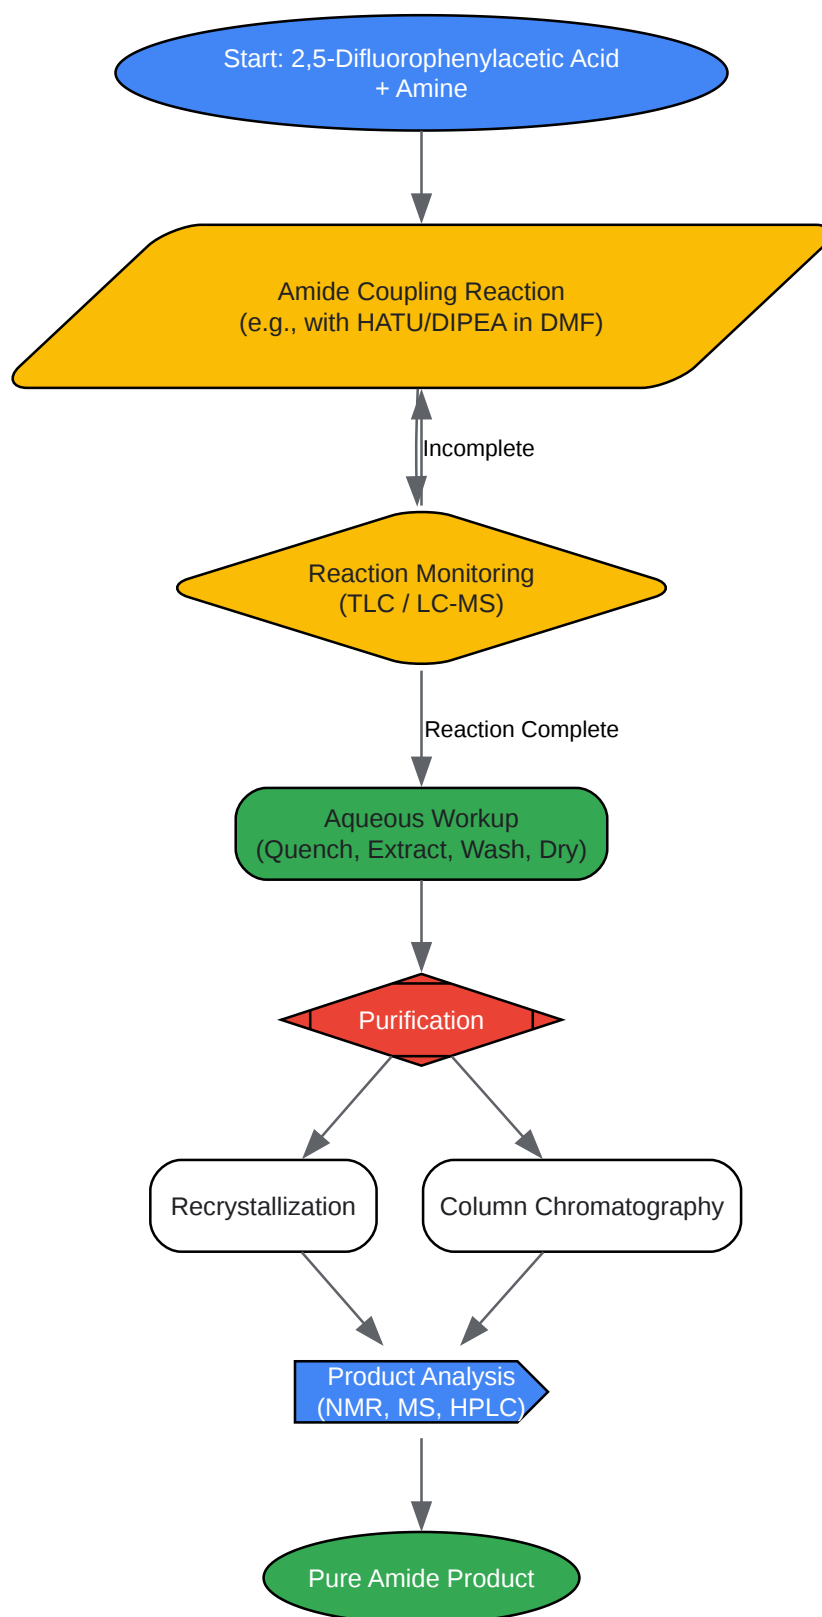 Start: 2,5-Difluorophenylacetic Acid
+ Amine
Amide Coupling Reaction
(e.g., with HATU/DIPEA in DMF)
Incomplete
Reaction Monitoring
(TLC / LC-MS)
Reaction Complete
Aqueous Workup
(Quench, Extract, Wash, Dry)
Purification
Recrystallization
Column Chromatography
Product Analysis
(NMR, MS, HPLC)
Pure Amide Product